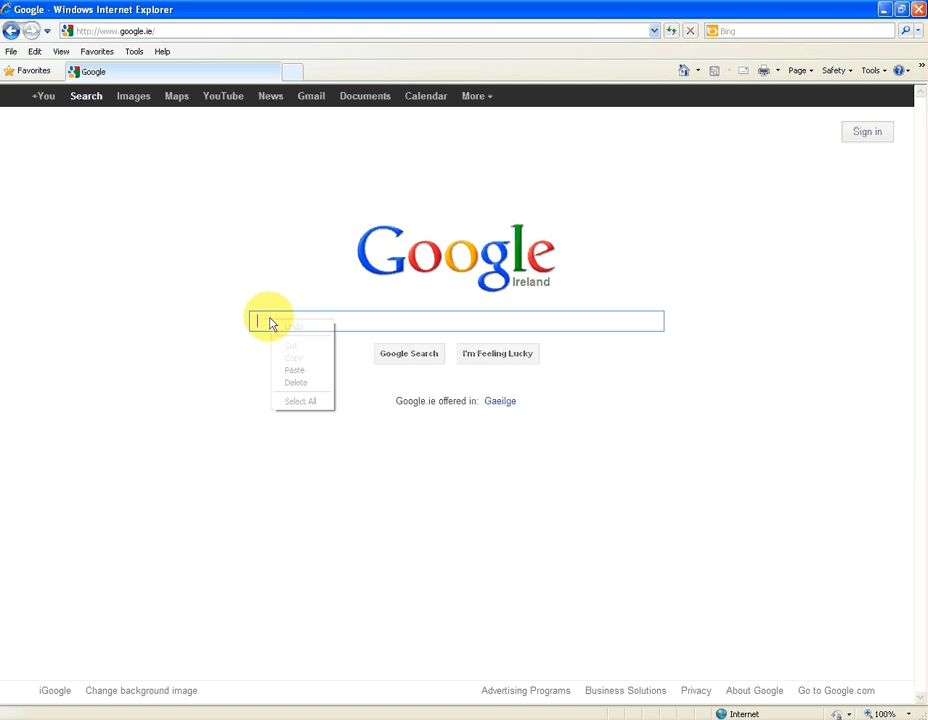 Google - Windows Internet Explorer
http://www.google.ie/
Bing
File Edit View Favorites Tools Help
Favorites Google Page Safety Tools
+You Search Images Maps YouTube News Gmail Documents Calendar More
Sign in
Google
Ireland
Undo
Cut
Copy
Paste
Delete
Select All
Google Search I'm Feeling Lucky
Google.ie offered in: Gaeilge
iGoogle Change background image Advertising Programs Business Solutions Privacy About Google Go to Google.com
Internet 100%